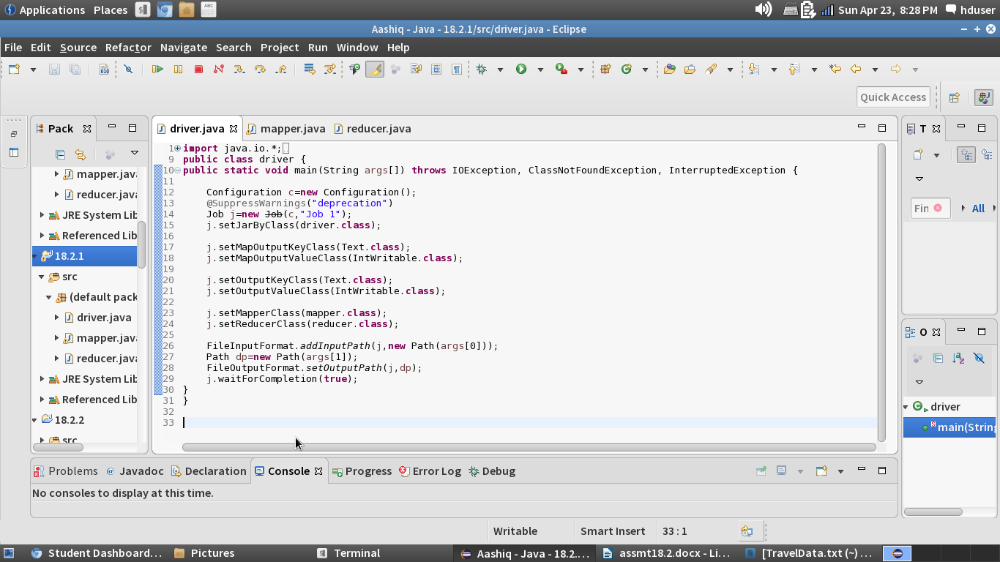 Applications Places Sun Apr 23, 8:28 PM hduser
Aashiq - Java - 18.2.1/src/driver.java - Eclipse
File Edit Source Refactor Navigate Search Project Run Window Help
Quick Access
Pack
mapper.java
reducer.java
JRE System Lib
Referenced Lib
18.2.1
src
(default pack
driver.java
mapper.java
reducer.java
JRE System Lib
Referenced Lib
18.2.2
src
driver.java mapper.java reducer.java
1 import java.io.*;
9 public class driver {
10 public static void main(String args[]) throws IOException, ClassNotFoundException, InterruptedException {
11
12 Configuration c=new Configuration();
13 @SuppressWarnings("deprecation")
14 Job j=new Job(c,"Job 1");
15 j.setJarByClass(driver.class);
16
17 j.setMapOutputKeyClass(Text.class);
18 j.setMapOutputValueClass(IntWritable.class);
19
20 j.setOutputKeyClass(Text.class);
21 j.setOutputValueClass(IntWritable.class);
22
23 j.setMapperClass(mapper.class);
24 j.setReducerClass(reducer.class);
25
26 FileInputFormat.addInputPath(j,new Path(args[0]));
27 Path dp=new Path(args[1]);
28 FileOutputFormat.setOutputPath(j,dp);
29 j.waitForCompletion(true);
30 }
31 }
32
33
T
Fin All
O
driver
main(String
Problems @ Javadoc Declaration Console Progress Error Log Debug
No consoles to display at this time.
Writable Smart Insert 33 : 1
Student Dashboard... Pictures Terminal Aashiq - Java - 18.2.... assmt18.2.docx - Li... [TravelData.txt (~) ...